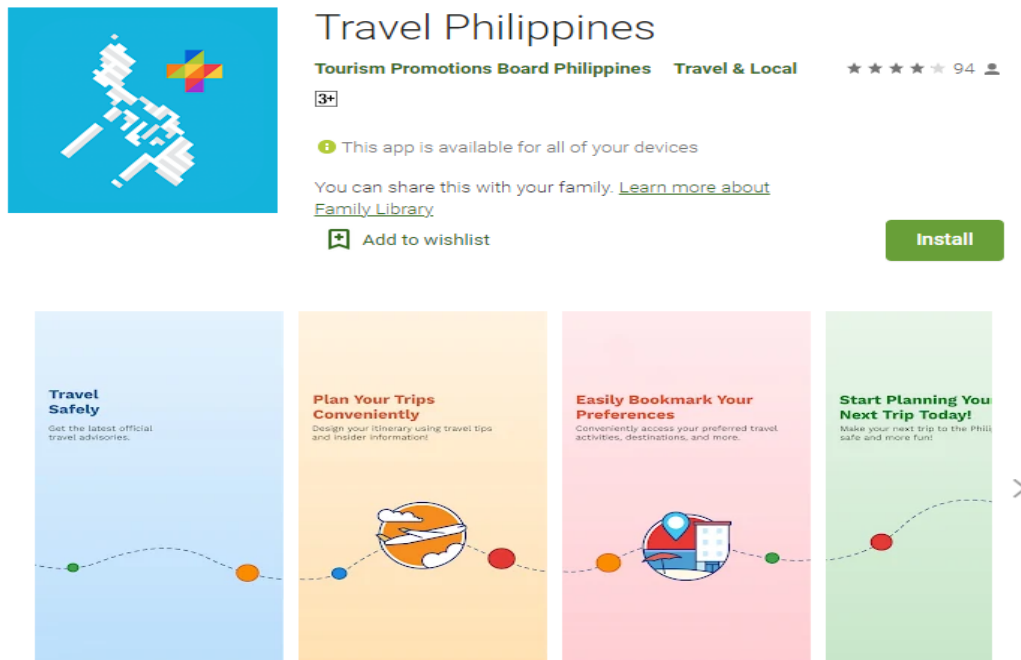 Travel Philippines
Tourism Promotions Board Philippines Travel & Local 94
3+
This app is available for all of your devices
You can share this with your family. Learn more about
Family Library
Add to wishlist
Install
Travel
Safely
Get the latest official
travel advisories.
Plan Your Trips
Conveniently
Design your itinerary using travel tips
and insider information!
Easily Bookmark Your
Preferences
Conveniently access your preferred travel
activities, destinations, and more.
Start Planning You
Next Trip Today!
Make your next trip to the Phili
safe and more fun!